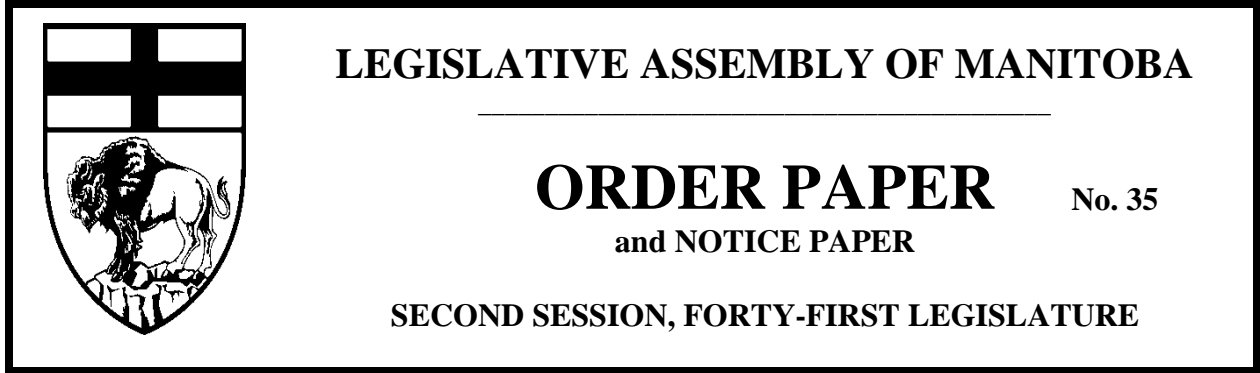 LEGISLATIVE ASSEMBLY OF MANITOBA
ORDER PAPER No. 35
and NOTICE PAPER
SECOND SESSION, FORTY-FIRST LEGISLATURE